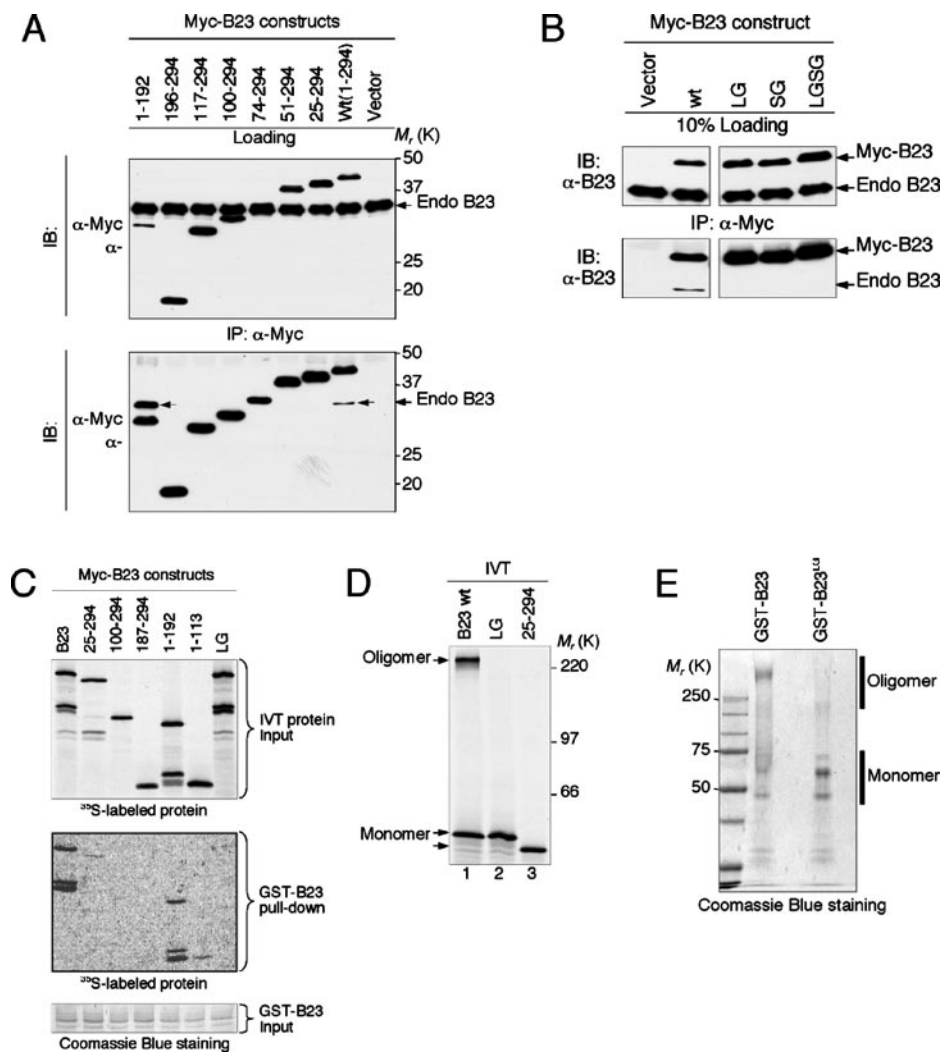 A
Myc-B23 constructs
1-192
196-294
117-294
100-294
74-294
51-294
25-294
Wt(1-294)
Vector
Loading
Mr (K)
50
37
Endo B23
α-Myc
α-
IB:
25
20
IP: α-Myc
50
37
Endo B23
α-Myc
α-
IB:
25
20
B
Myc-B23 construct
Vector
wt
LG
SG
LGSG
10% Loading
IB:
α-B23
Myc-B23
Endo B23
IP: α-Myc
IB:
α-B23
Myc-B23
Endo B23
C
Myc-B23 constructs
B23
25-294
100-294
187-294
1-192
1-113
LG
IVT protein
Input
35S-labeled protein
GST-B23
pull-down
35S-labeled protein
GST-B23
Input
Coomassie Blue staining
D
IVT
B23 wt
LG
25-294
Mr (K)
Oligomer
220
97
66
Monomer
1 2 3
E
GST-B23
GST-B23LG
Mr (K)
250
Oligomer
75
Monomer
50
Coomassie Blue staining